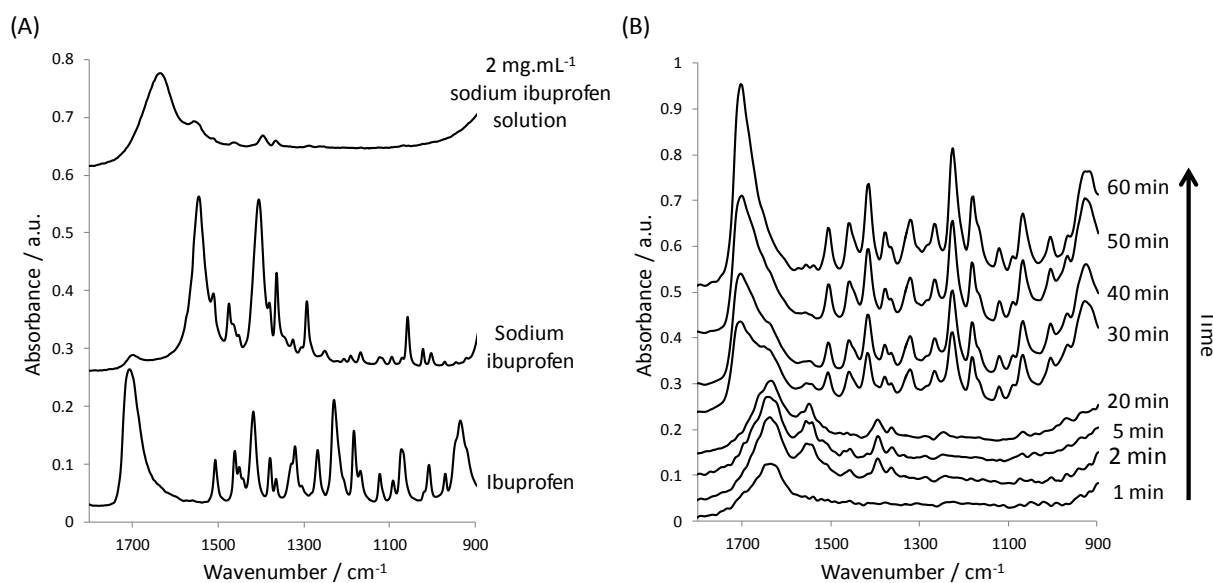 (A)
Absorbance / a.u.
0.8
0.7
0.6
0.5
0.4
0.3
0.2
0.1
0
2 mg.mL⁻¹
sodium ibuprofen
solution
Sodium
ibuprofen
Ibuprofen
1700 1500 1300 1100 900
Wavenumber / cm⁻¹
(B)
Absorbance / a.u.
1
0.9
0.8
0.7
0.6
0.5
0.4
0.3
0.2
0.1
0
60 min
50 min
40 min
30 min
20 min
5 min
2 min
1 min
Time
1700 1500 1300 1100 900
Wavenumber / cm⁻¹